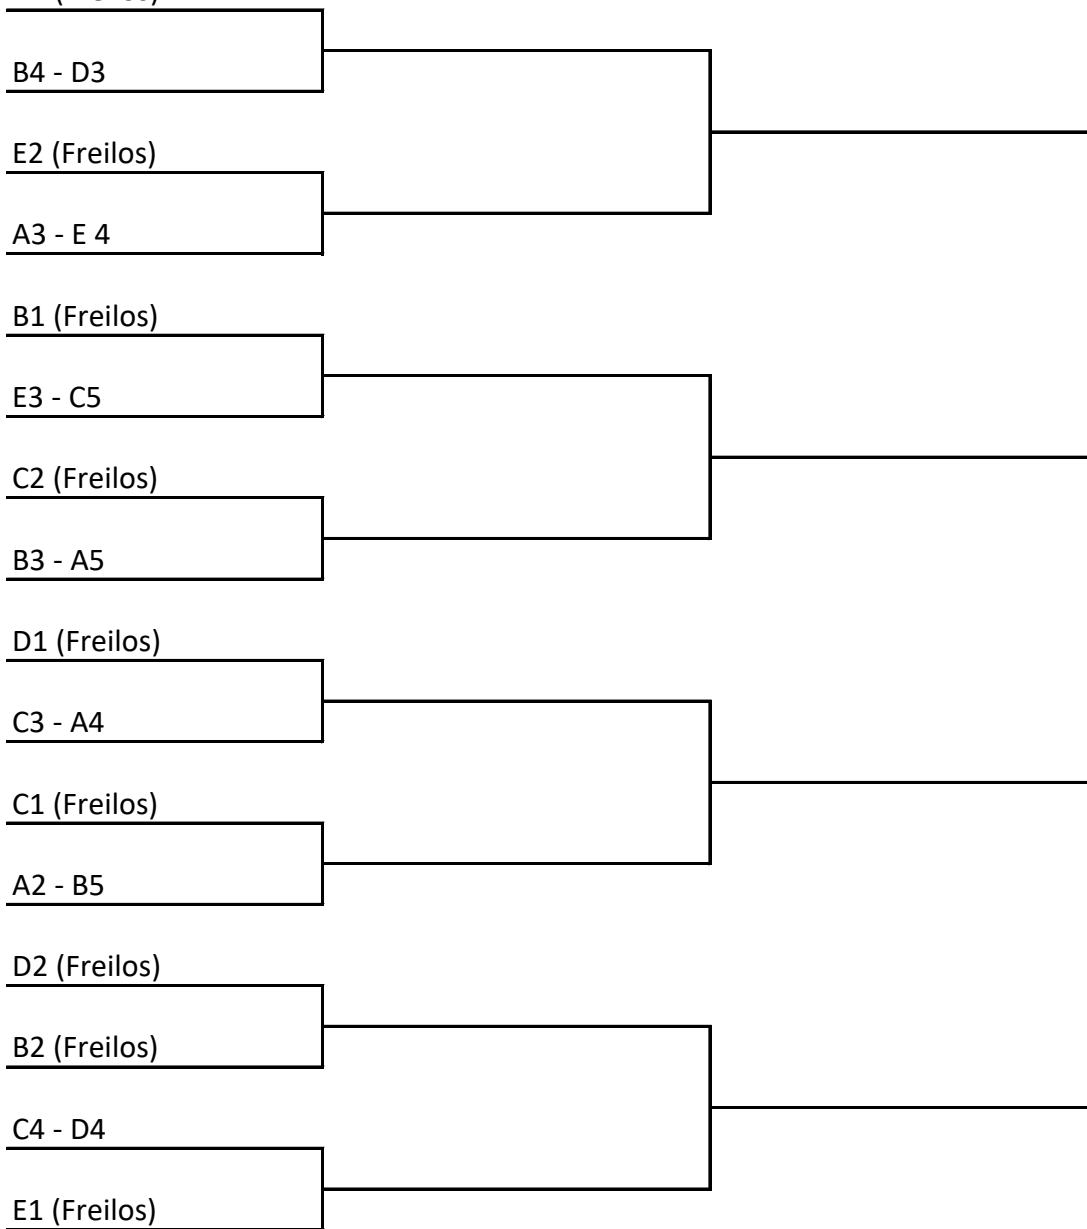 B4 - D3
E2 (Freilos)
A3 - E 4
B1 (Freilos)
E3 - C5
C2 (Freilos)
B3 - A5
D1 (Freilos)
C3 - A4
C1 (Freilos)
A2 - B5
D2 (Freilos)
B2 (Freilos)
C4 - D4
E1 (Freilos)